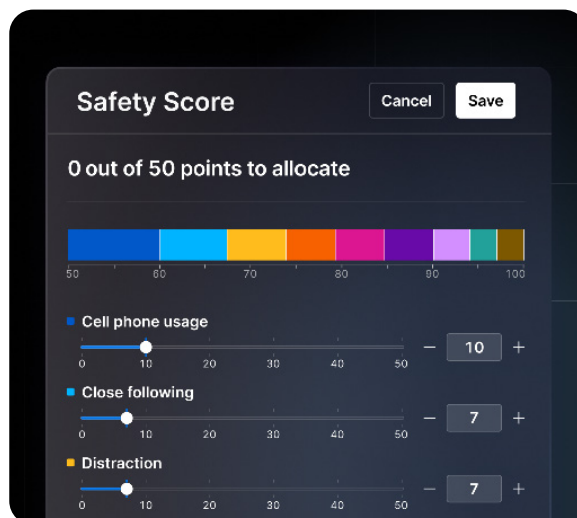 Safety Score Cancel Save
0 out of 50 points to allocate
50 60 70 80 90 100
Cell phone usage
10
0 10 20 30 40 50
Close following
7
0 10 20 30 40 50
Distraction
7
0 10 20 30 40 50